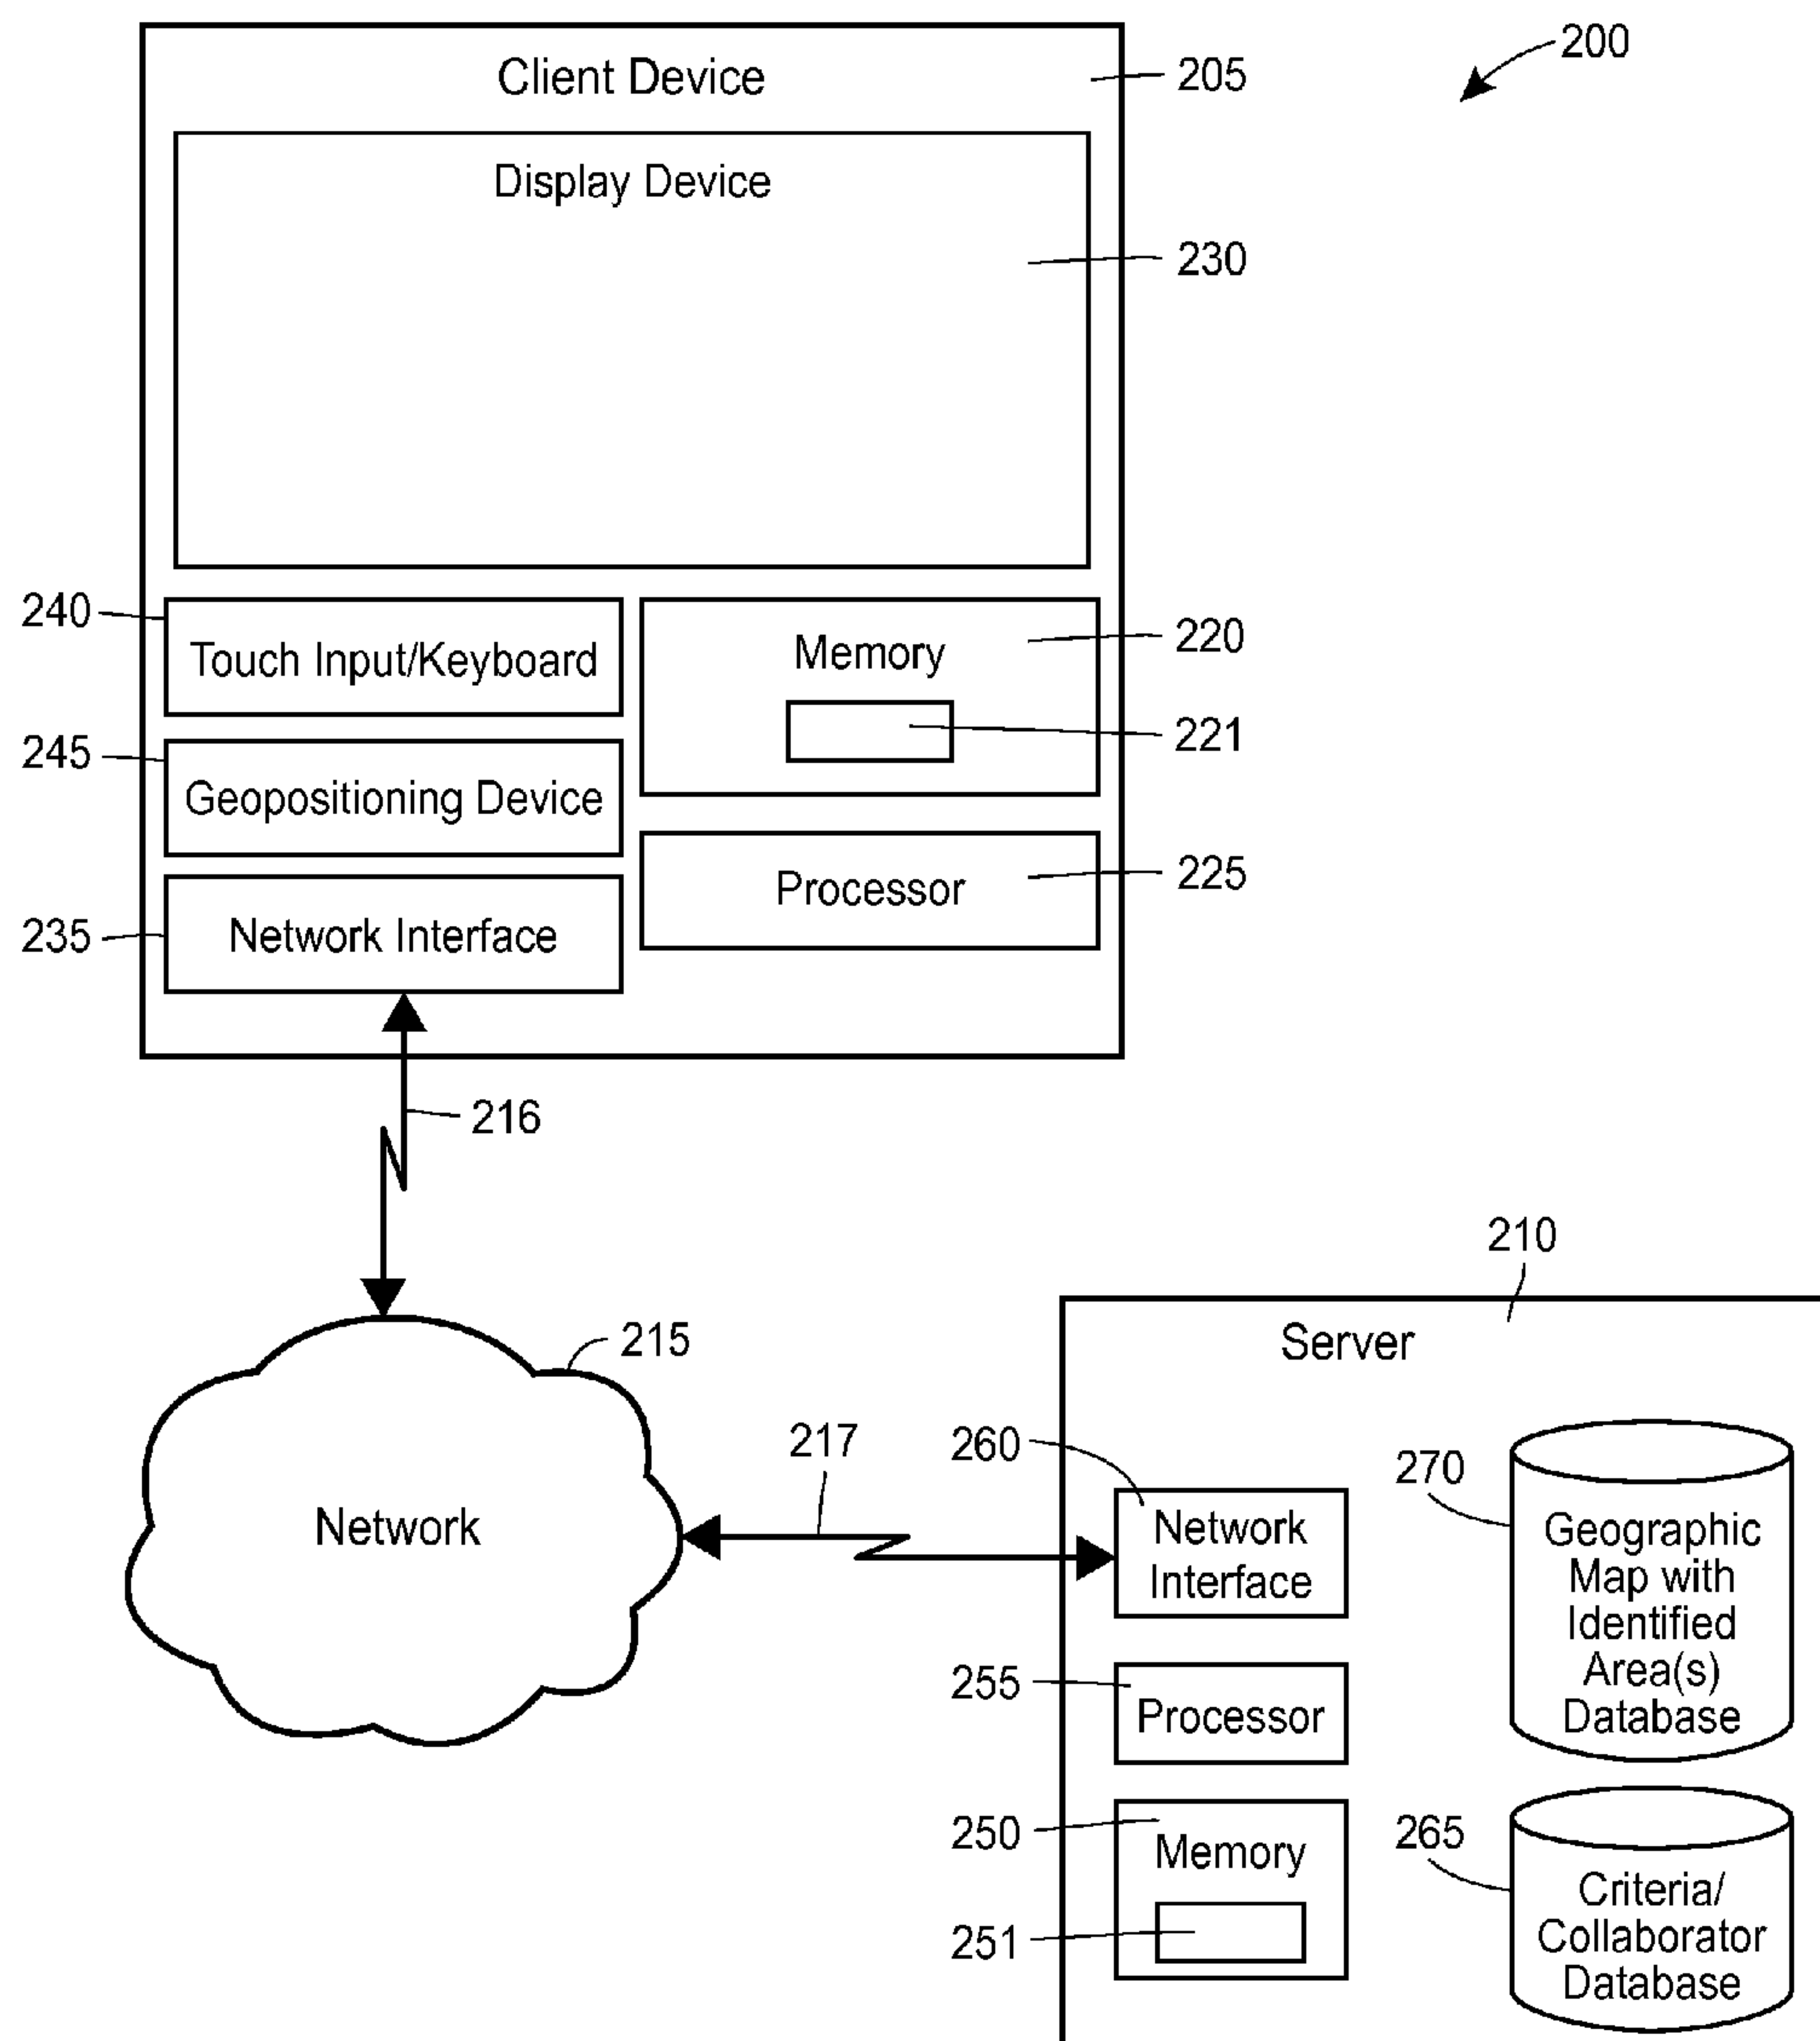 200
Client Device
205
Display Device
230
240
Touch Input/Keyboard
Memory
220
221
245
Geopositioning Device
Processor
225
235
Network Interface
216
210
Server
215
217
260
Network
Interface
270
Geographic
Map with
Identified
Area(s)
Database
Network
255
Processor
250
Memory
251
265
Criteria/
Collaborator
Database